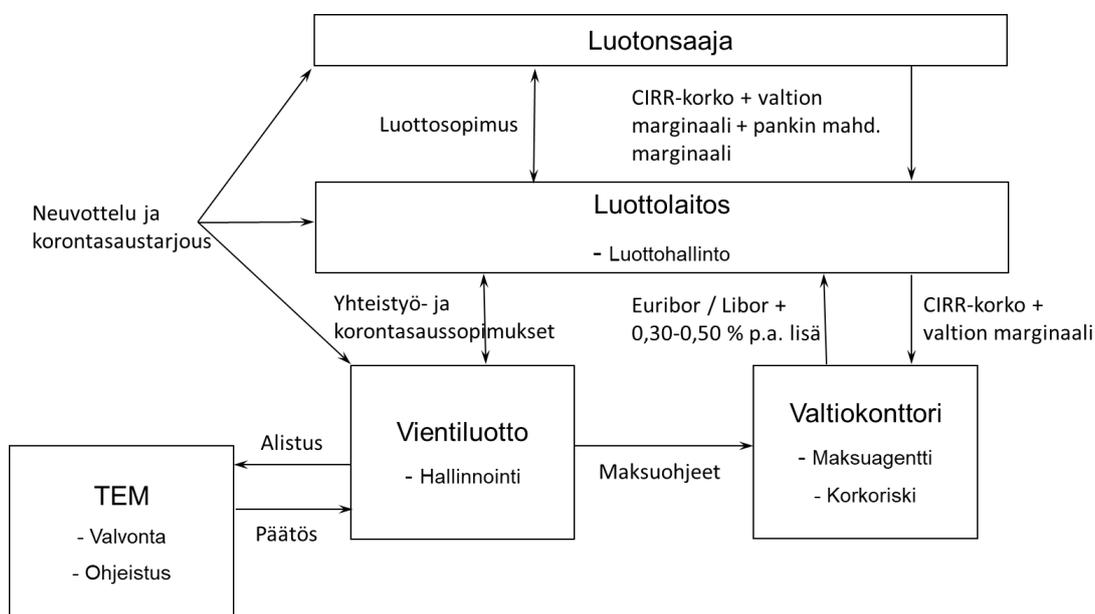 Luotonsaaja
Luottosopimus
CIRR-korko + valtion
marginaali + pankin mahd.
marginaali
Neuvottelu ja
korontasaustarjous
Luottolaitos
- Luottohallinto
Yhteistyö- ja
korontasaussopimukset
Euribor / Libor +
0,30-0,50 % p.a. lisä
CIRR-korko +
valtion marginaali
Vientiluotto
- Hallinnointi
Valtiokonttori
- Maksuagentti
- Korkoriski
Alistus
Maksuohjeet
TEM
- Valvonta
- Ohjeistus
Päätös